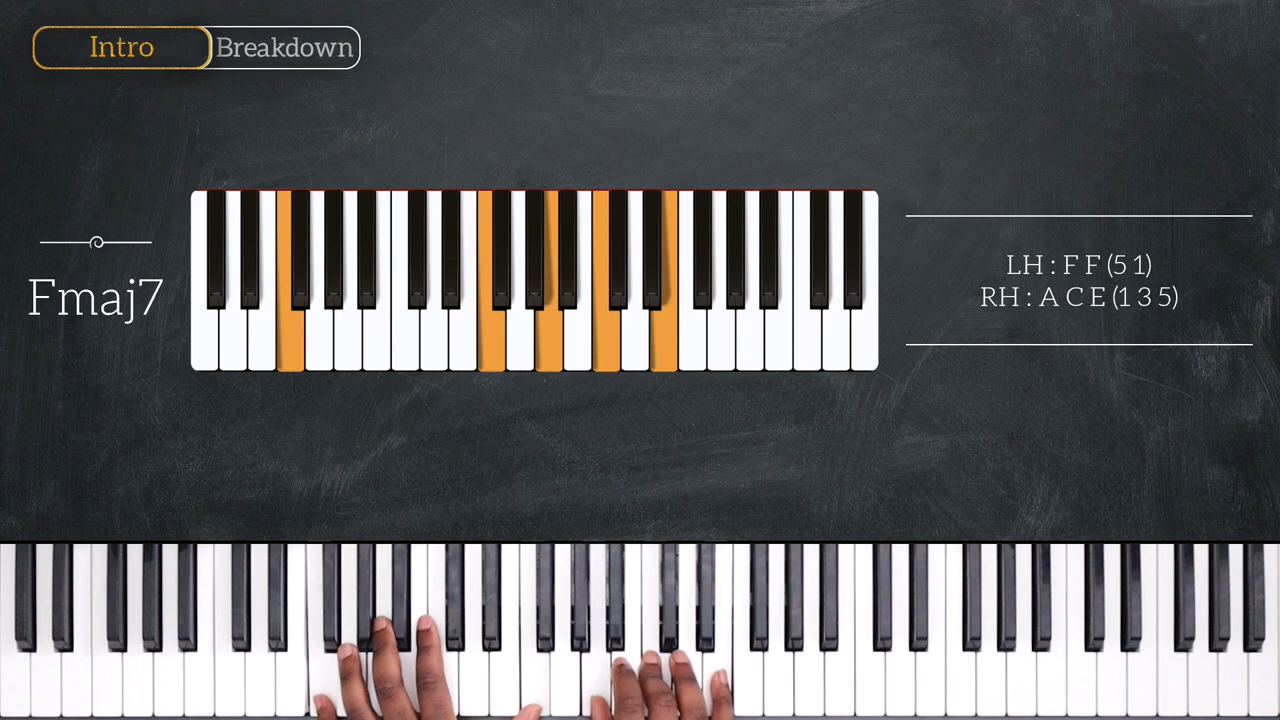 Intro Breakdown
Fmaj7
LH : F F (5 1)
RH : A C E (1 3 5)